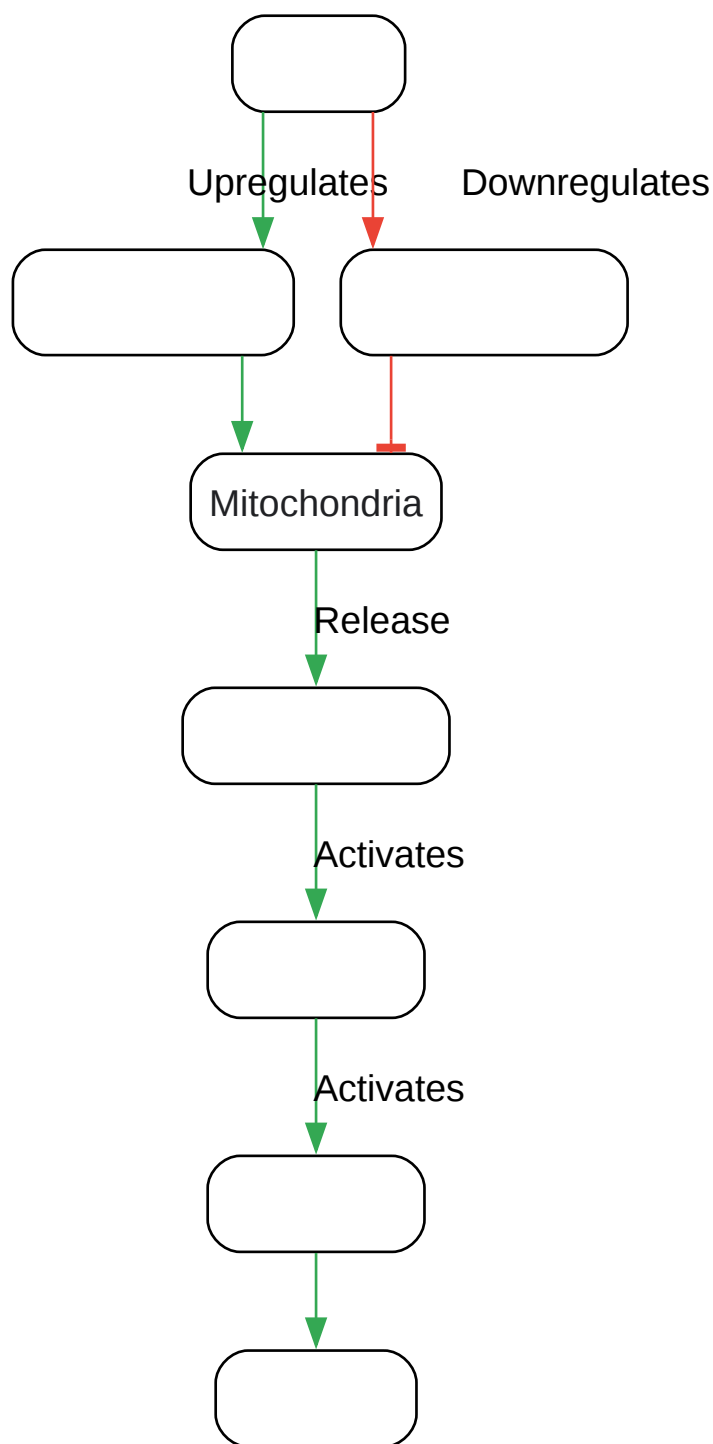 Upregulates
Downregulates
Mitochondria
Release
Activates
Activates